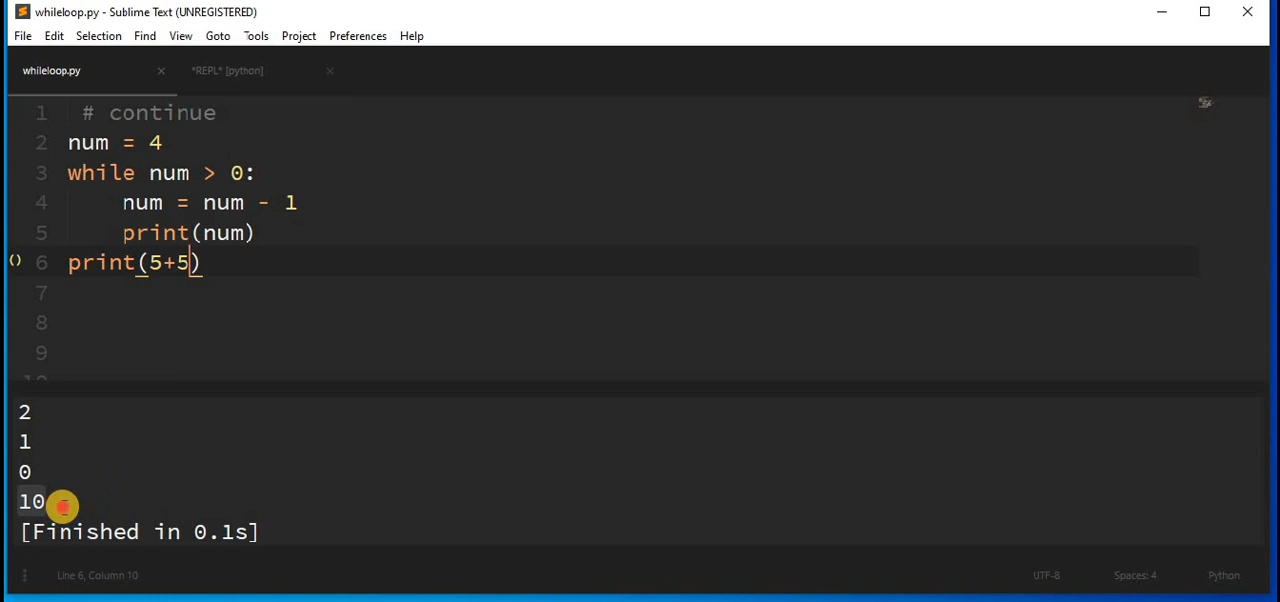 whileloop.py - Sublime Text (UNREGISTERED)
File Edit Selection Find View Goto Tools Project Preferences Help
whileloop.py × *REPL* [python] ×
1 # continue
2 num = 4
3 while num > 0:
4 num = num - 1
5 print(num)
() 6 print(5+5)
7
8
9
10
2
1
0
10
[Finished in 0.1s]
Line 6, Column 10 UTF-8 Spaces: 4 Python